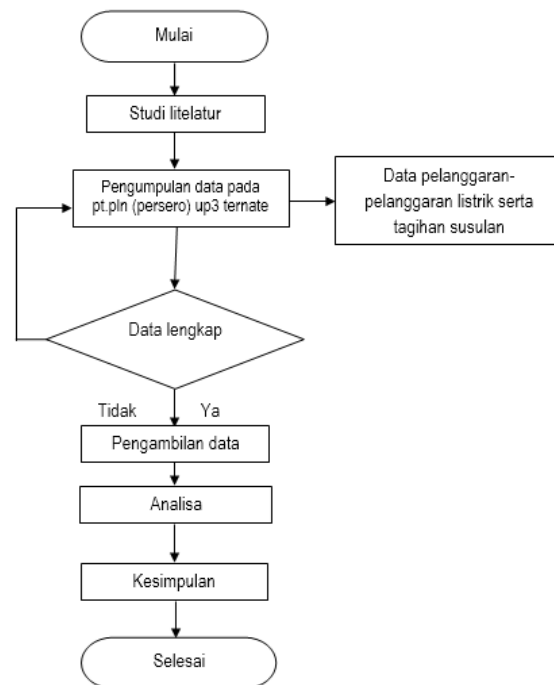 Mulai
Studi litelatur
Pengumpulan data pada
pt.pln (persero) up3 ternate
Data pelanggaran-
pelanggaran listrik serta
tagihan susulan
Data lengkap
Tidak Ya
Pengambilan data
Analisa
Kesimpulan
Selesai